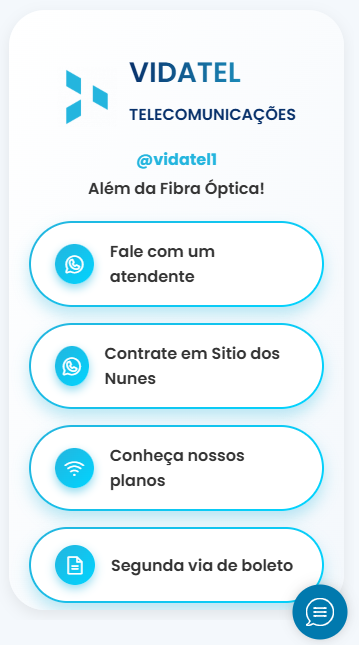 VIDATEL
TELECOMUNICAÇÕES
@vidatel1
Além da Fibra Óptica!
Fale com um
atendente
Contrate em Sitio dos
Nunes
Conheça nossos
planos
Segunda via de boleto